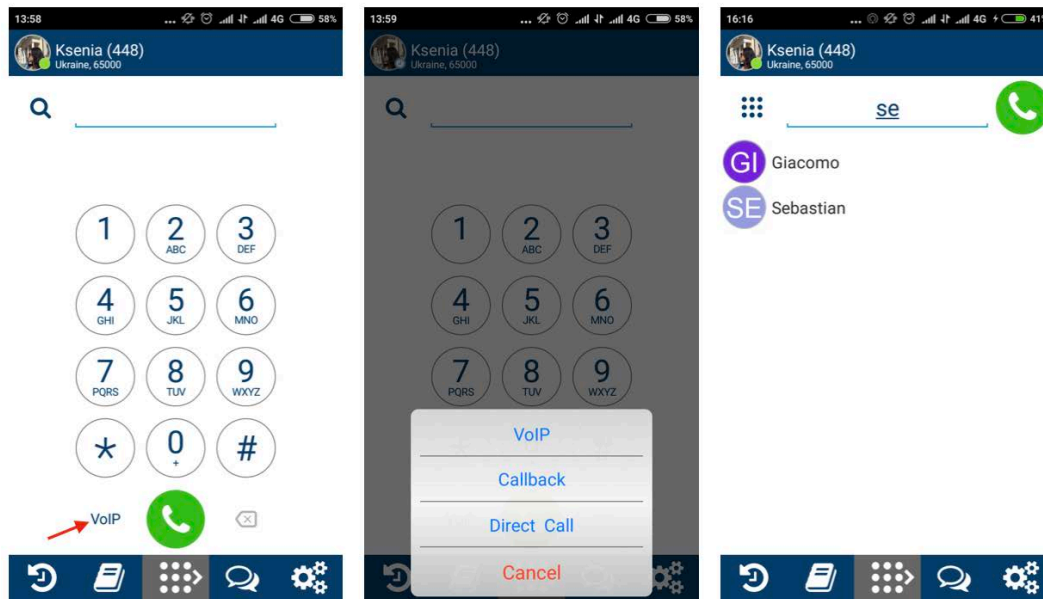 13:58 ... 4G 58%
Ksenia (448)
Ukraine, 65000
1 2 3
ABC DEF
4 5 6
GHI JKL MNO
7 8 9
PQRS TUV WXYZ
* 0 #
+
VoIP
13:59 ... 4G 58%
Ksenia (448)
Ukraine, 65000
1 2 3
ABC DEF
4 5 6
GHI JKL MNO
7 8 9
PQRS TUV WXYZ
VoIP
Callback
Direct Call
Cancel
16:16 ... 4G 41%
Ksenia (448)
Ukraine, 65000
se
GI Giacomo
SE Sebastian